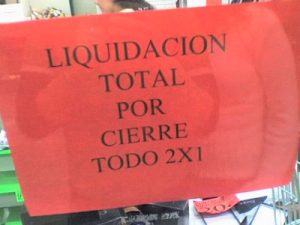 LIQUIDACION
TOTAL
POR
CIERRE
TODO 2X1